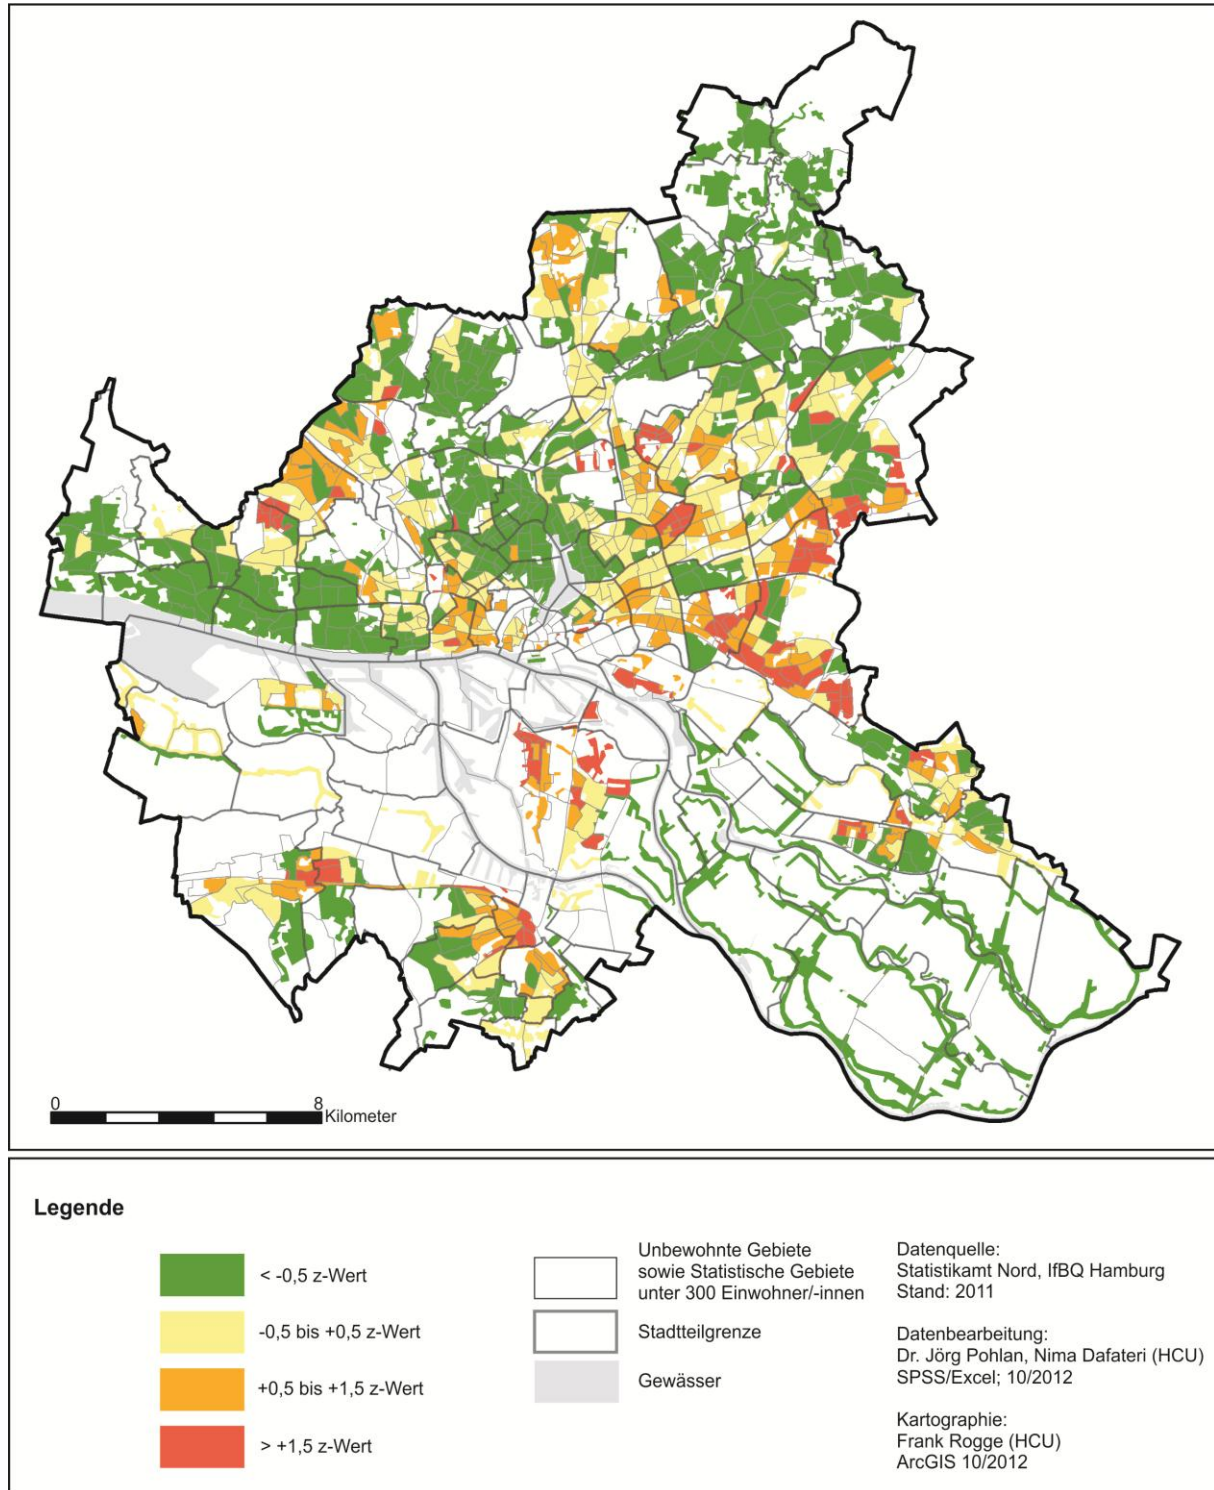 0 8
Kilometer
Legende
< -0,5 z-Wert
-0,5 bis +0,5 z-Wert
+0,5 bis +1,5 z-Wert
> +1,5 z-Wert
Unbewohnte Gebiete
sowie Statistische Gebiete
unter 300 Einwohner/-innen
Stadtteilgrenze
Gewässer
Datenquelle:
Statistikamt Nord, IfBQ Hamburg
Stand: 2011
Datenbearbeitung:
Dr. Jörg Pohlan, Nima Dafateri (HCU)
SPSS/Excel; 10/2012
Kartographie:
Frank Rogge (HCU)
ArcGIS 10/2012